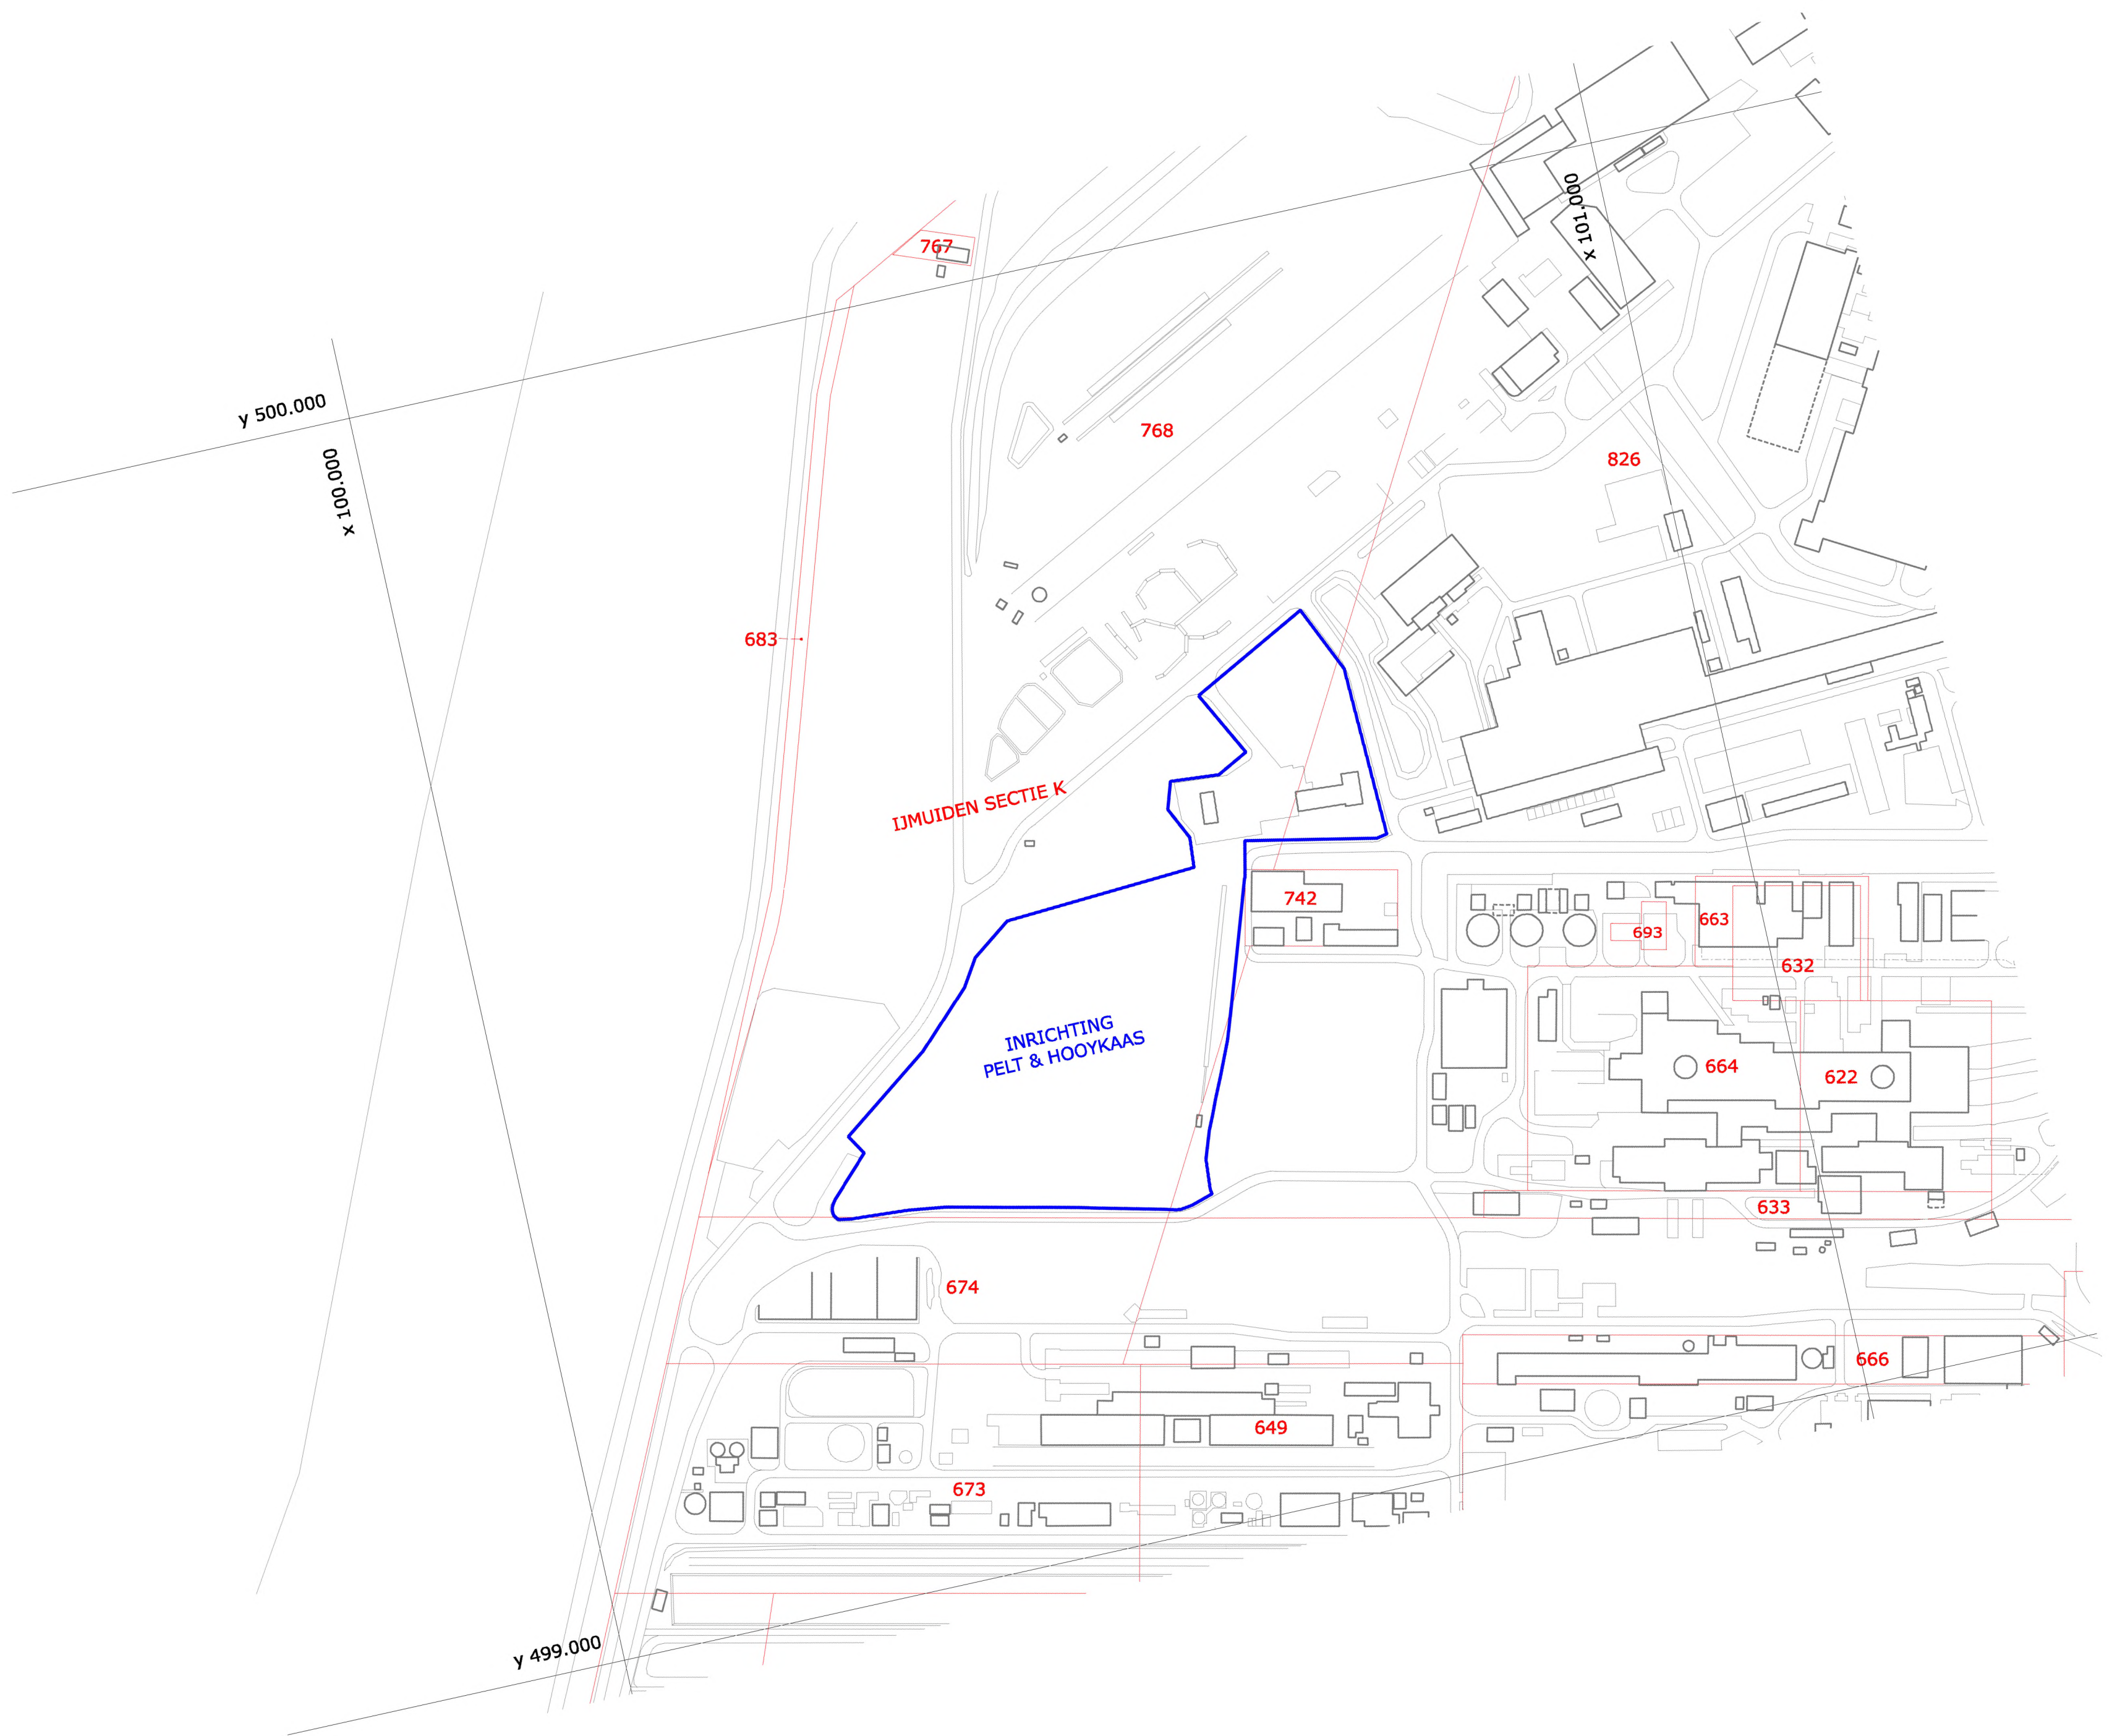 x 101.000
767
y 500.000
768
x 100.000
826
683
IJMUIDEN SECTIE K
742
663
693
632
INRICHTING
PELT & HOOYKAAS
664
622
633
674
666
649
673
y 499.000